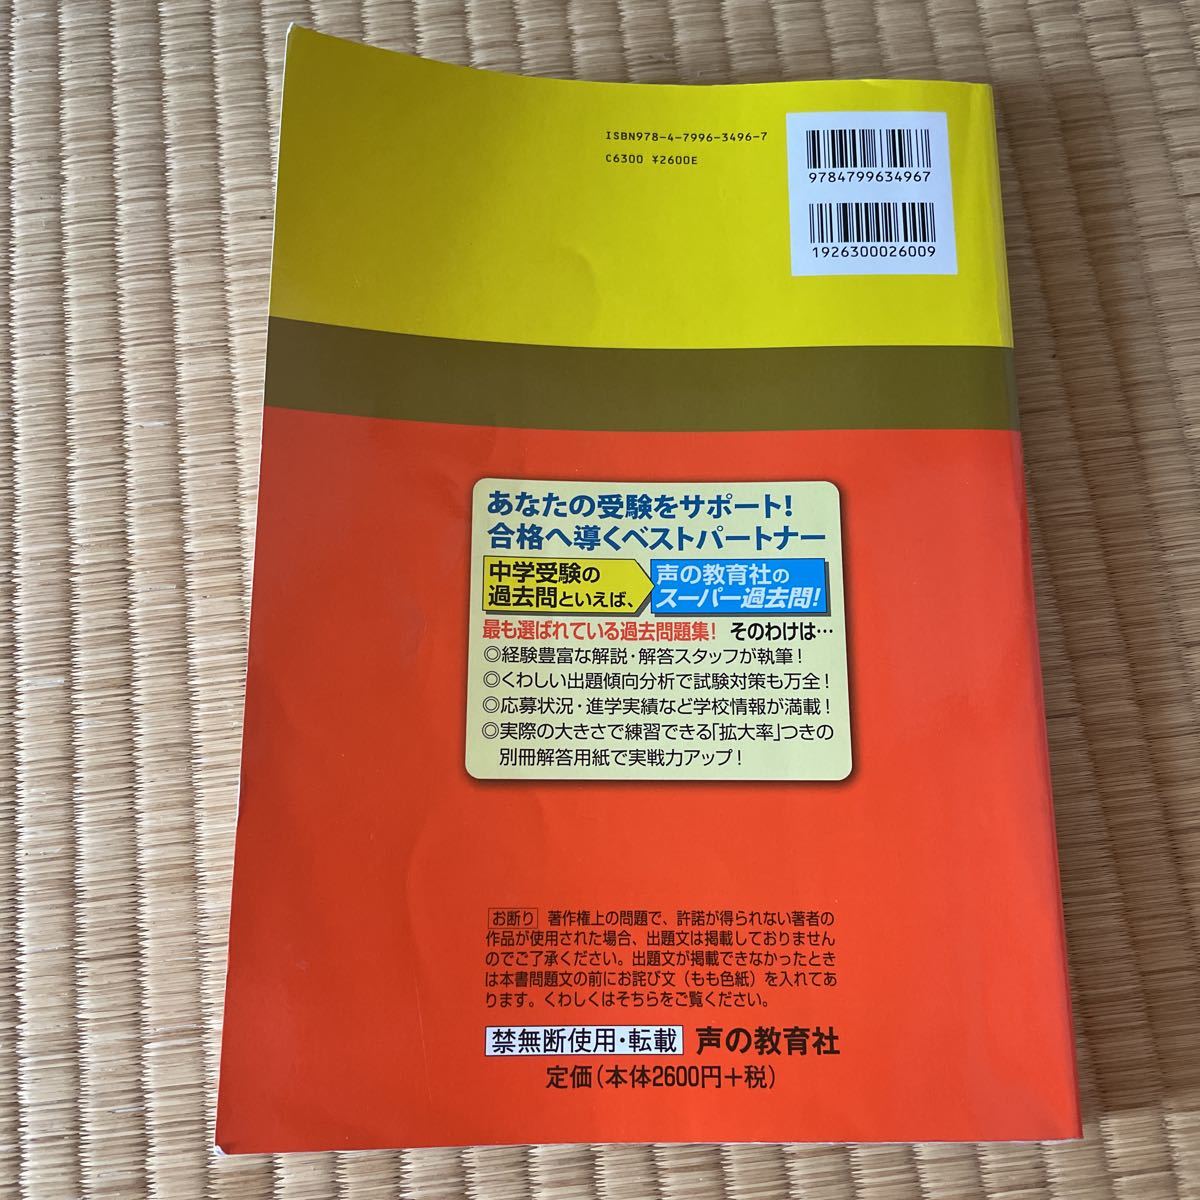 ISBN978-4-7996-3496-7
C6300 ¥2600E
9784799634967
1926300026009
あなたの受験をサポート!
合格へ導くベストパートナー
中学受験の
過去問といえば、
声の教育社の
スーパー過去問!
最も選ばれている過去問題集! そのわけは…
◎経験豊富な解説・解答スタッフが執筆!
◎くわしい出題傾向分析で試験対策も万全!
◎応募状況・進学実績など学校情報が満載!
◎実際の大きさで練習できる「拡大率」つきの
別冊解答用紙で実戦力アップ!
お断り 著作権上の問題で、許諾が得られない著者の
作品が使用された場合、出題文は掲載しておりません
のでご了承ください。出題文が掲載できなかったとき
は本書問題文の前にお詫び文（もも色紙）を入れてあ
ります。くわしくはそちらをご覧ください。
禁無断使用・転載 声の教育社
定価(本体2600円+税)